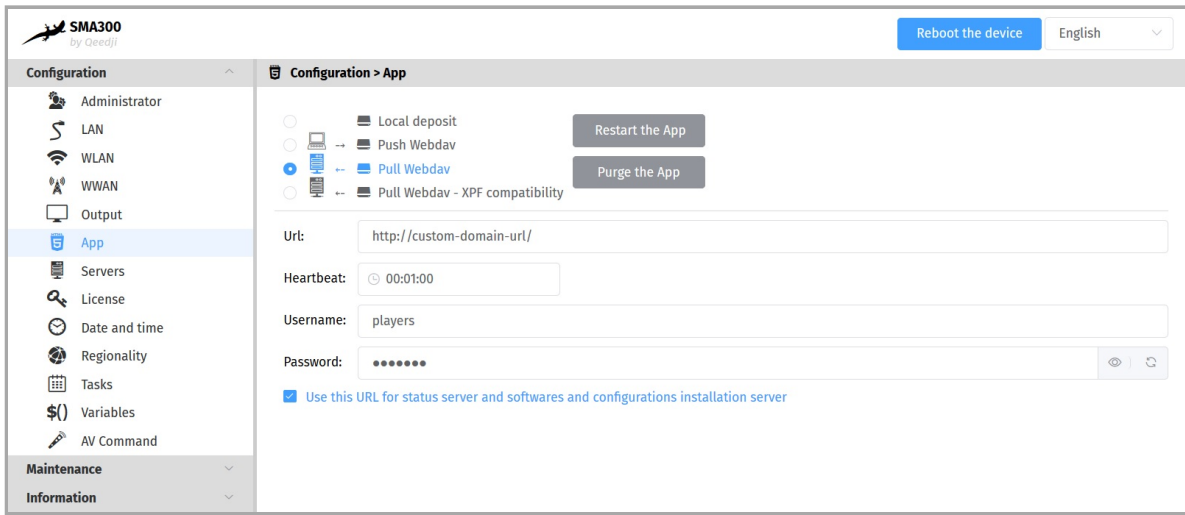 SMA300
by Qeedji
Reboot the device
English
Configuration
Configuration > App
Administrator
LAN
WLAN
WWAN
Output
App
Servers
License
Date and time
Regionality
Tasks
$() Variables
AV Command
Maintenance
Information
Local deposit
Push Webdav
Pull Webdav
Pull Webdav - XPF compatibility
Restart the App
Purge the App
Url: http://custom-domain-url/
Heartbeat: 00:01:00
Username: players
Password: ●●●●●●●
Use this URL for status server and softwares and configurations installation server